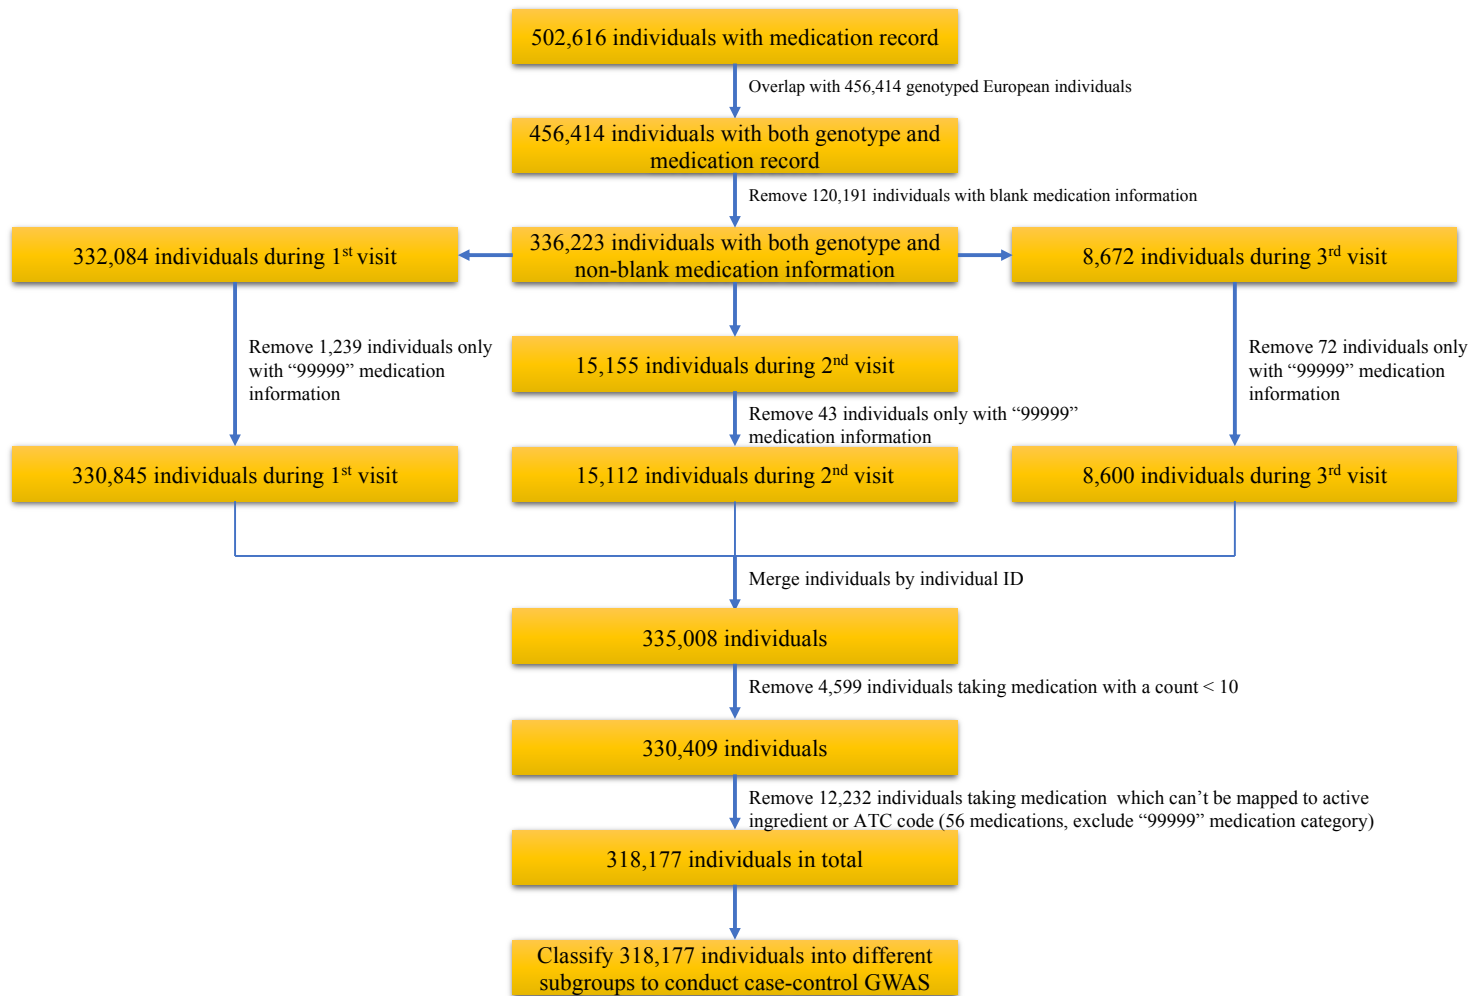 502,616 individuals with medication record
Overlap with 456,414 genotyped European individuals
456,414 individuals with both genotype and
medication record
Remove 120,191 individuals with blank medication information
332,084 individuals during 1st visit
336,223 individuals with both genotype and
non-blank medication information
8,672 individuals during 3rd visit
Remove 1,239 individuals only
with “99999” medication
information
15,155 individuals during 2nd visit
Remove 72 individuals only
with “99999” medication
information
Remove 43 individuals only with “99999”
medication information
330,845 individuals during 1st visit
15,112 individuals during 2nd visit
8,600 individuals during 3rd visit
Merge individuals by individual ID
335,008 individuals
Remove 4,599 individuals taking medication with a count < 10
330,409 individuals
Remove 12,232 individuals taking medication  which can’t be mapped to active
ingredient or ATC code (56 medications, exclude “99999” medication category)
318,177 individuals in total
Classify 318,177 individuals into different
subgroups to conduct case-control GWAS